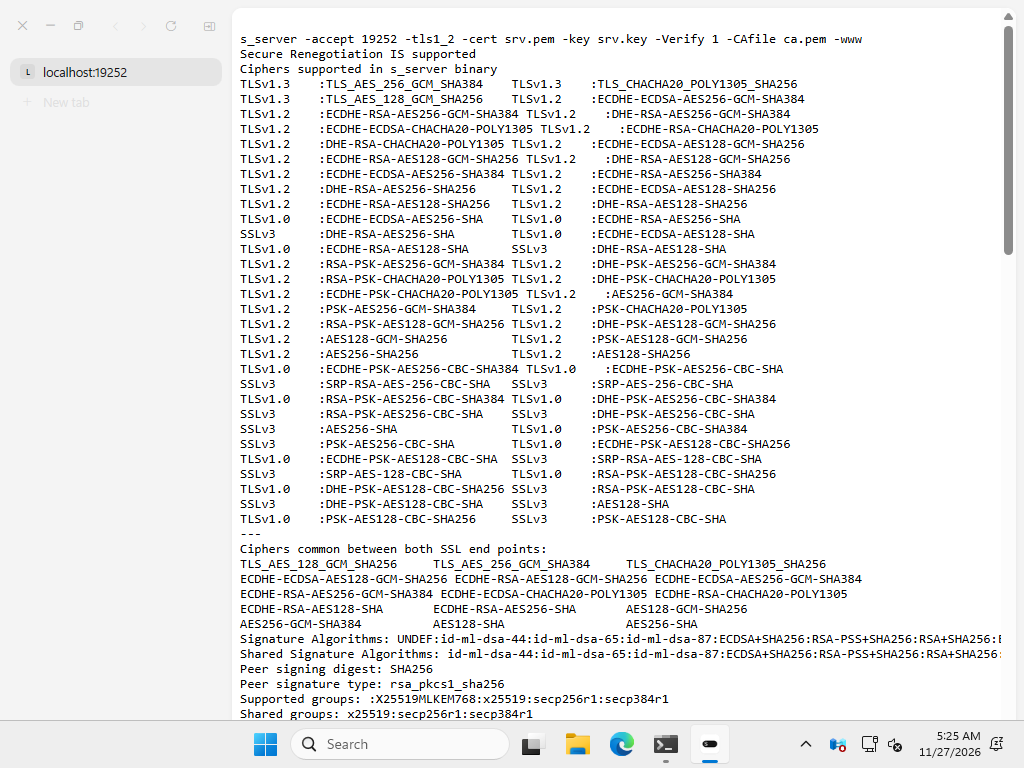 s_server -accept 19252 -tls1_2 -cert srv.pem -key srv.key -Verify 1 -CAfile ca.pem -www
Secure Renegotiation IS supported
Ciphers supported in s_server binary
TLSv1.3    :TLS_AES_256_GCM_SHA384    TLSv1.3    :TLS_CHACHA20_POLY1305_SHA256
TLSv1.3    :TLS_AES_128_GCM_SHA256    TLSv1.2    :ECDHE-ECDSA-AES256-GCM-SHA384
TLSv1.2    :ECDHE-RSA-AES256-GCM-SHA384 TLSv1.2    :DHE-RSA-AES256-GCM-SHA384
TLSv1.2    :ECDHE-ECDSA-CHACHA20-POLY1305 TLSv1.2    :ECDHE-RSA-CHACHA20-POLY1305
TLSv1.2    :DHE-RSA-CHACHA20-POLY1305 TLSv1.2    :ECDHE-ECDSA-AES128-GCM-SHA256
TLSv1.2    :ECDHE-RSA-AES128-GCM-SHA256 TLSv1.2    :DHE-RSA-AES128-GCM-SHA256
TLSv1.2    :ECDHE-ECDSA-AES256-SHA384 TLSv1.2    :ECDHE-RSA-AES256-SHA384
TLSv1.2    :DHE-RSA-AES256-SHA256     TLSv1.2    :ECDHE-ECDSA-AES128-SHA256
TLSv1.2    :ECDHE-RSA-AES128-SHA256   TLSv1.2    :DHE-RSA-AES128-SHA256
TLSv1.0    :ECDHE-ECDSA-AES256-SHA    TLSv1.0    :ECDHE-RSA-AES256-SHA
SSLv3      :DHE-RSA-AES256-SHA        TLSv1.0    :ECDHE-ECDSA-AES128-SHA
TLSv1.0    :ECDHE-RSA-AES128-SHA      SSLv3      :DHE-RSA-AES128-SHA
TLSv1.2    :RSA-PSK-AES256-GCM-SHA384 TLSv1.2    :DHE-PSK-AES256-GCM-SHA384
TLSv1.2    :RSA-PSK-CHACHA20-POLY1305 TLSv1.2    :DHE-PSK-CHACHA20-POLY1305
TLSv1.2    :ECDHE-PSK-CHACHA20-POLY1305 TLSv1.2    :AES256-GCM-SHA384
TLSv1.2    :PSK-AES256-GCM-SHA384     TLSv1.2    :PSK-CHACHA20-POLY1305
TLSv1.2    :RSA-PSK-AES128-GCM-SHA256 TLSv1.2    :DHE-PSK-AES128-GCM-SHA256
TLSv1.2    :AES128-GCM-SHA256         TLSv1.2    :PSK-AES128-GCM-SHA256
TLSv1.2    :AES256-SHA256             TLSv1.2    :AES128-SHA256
TLSv1.0    :ECDHE-PSK-AES256-CBC-SHA384 TLSv1.0    :ECDHE-PSK-AES256-CBC-SHA
SSLv3      :SRP-RSA-AES-256-CBC-SHA   SSLv3      :SRP-AES-256-CBC-SHA
TLSv1.0    :RSA-PSK-AES256-CBC-SHA384 TLSv1.0    :DHE-PSK-AES256-CBC-SHA384
SSLv3      :RSA-PSK-AES256-CBC-SHA    SSLv3      :DHE-PSK-AES256-CBC-SHA
SSLv3      :AES256-SHA                TLSv1.0    :PSK-AES256-CBC-SHA384
SSLv3      :PSK-AES256-CBC-SHA        TLSv1.0    :ECDHE-PSK-AES128-CBC-SHA256
TLSv1.0    :ECDHE-PSK-AES128-CBC-SHA  SSLv3      :SRP-RSA-AES-128-CBC-SHA
SSLv3      :SRP-AES-128-CBC-SHA       TLSv1.0    :RSA-PSK-AES128-CBC-SHA256
TLSv1.0    :DHE-PSK-AES128-CBC-SHA256 SSLv3      :RSA-PSK-AES128-CBC-SHA
SSLv3      :DHE-PSK-AES128-CBC-SHA    SSLv3      :AES128-SHA
TLSv1.0    :PSK-AES128-CBC-SHA256     SSLv3      :PSK-AES128-CBC-SHA
---
Ciphers common between both SSL end points:
TLS_AES_128_GCM_SHA256     TLS_AES_256_GCM_SHA384     TLS_CHACHA20_POLY1305_SHA256
ECDHE-ECDSA-AES128-GCM-SHA256 ECDHE-RSA-AES128-GCM-SHA256 ECDHE-ECDSA-AES256-GCM-SHA384
ECDHE-RSA-AES256-GCM-SHA384 ECDHE-ECDSA-CHACHA20-POLY1305 ECDHE-RSA-CHACHA20-POLY1305
ECDHE-RSA-AES128-SHA       ECDHE-RSA-AES256-SHA       AES128-GCM-SHA256
AES256-GCM-SHA384          AES128-SHA                 AES256-SHA
Signature Algorithms: UNDEF:id-ml-dsa-44:id-ml-dsa-65:id-ml-dsa-87:ECDSA+SHA256:RSA-PSS+SHA256:RSA+SHA256:E
Shared Signature Algorithms: id-ml-dsa-44:id-ml-dsa-65:id-ml-dsa-87:ECDSA+SHA256:RSA-PSS+SHA256:RSA+SHA256:
Peer signing digest: SHA256
Peer signature type: rsa_pkcs1_sha256
Supported groups: :X25519MLKEM768:x25519:secp256r1:secp384r1
Shared groups: x25519:secp256r1:secp384r1
L localhost:19252
New tab
Search
5:25 AM
11/27/2026